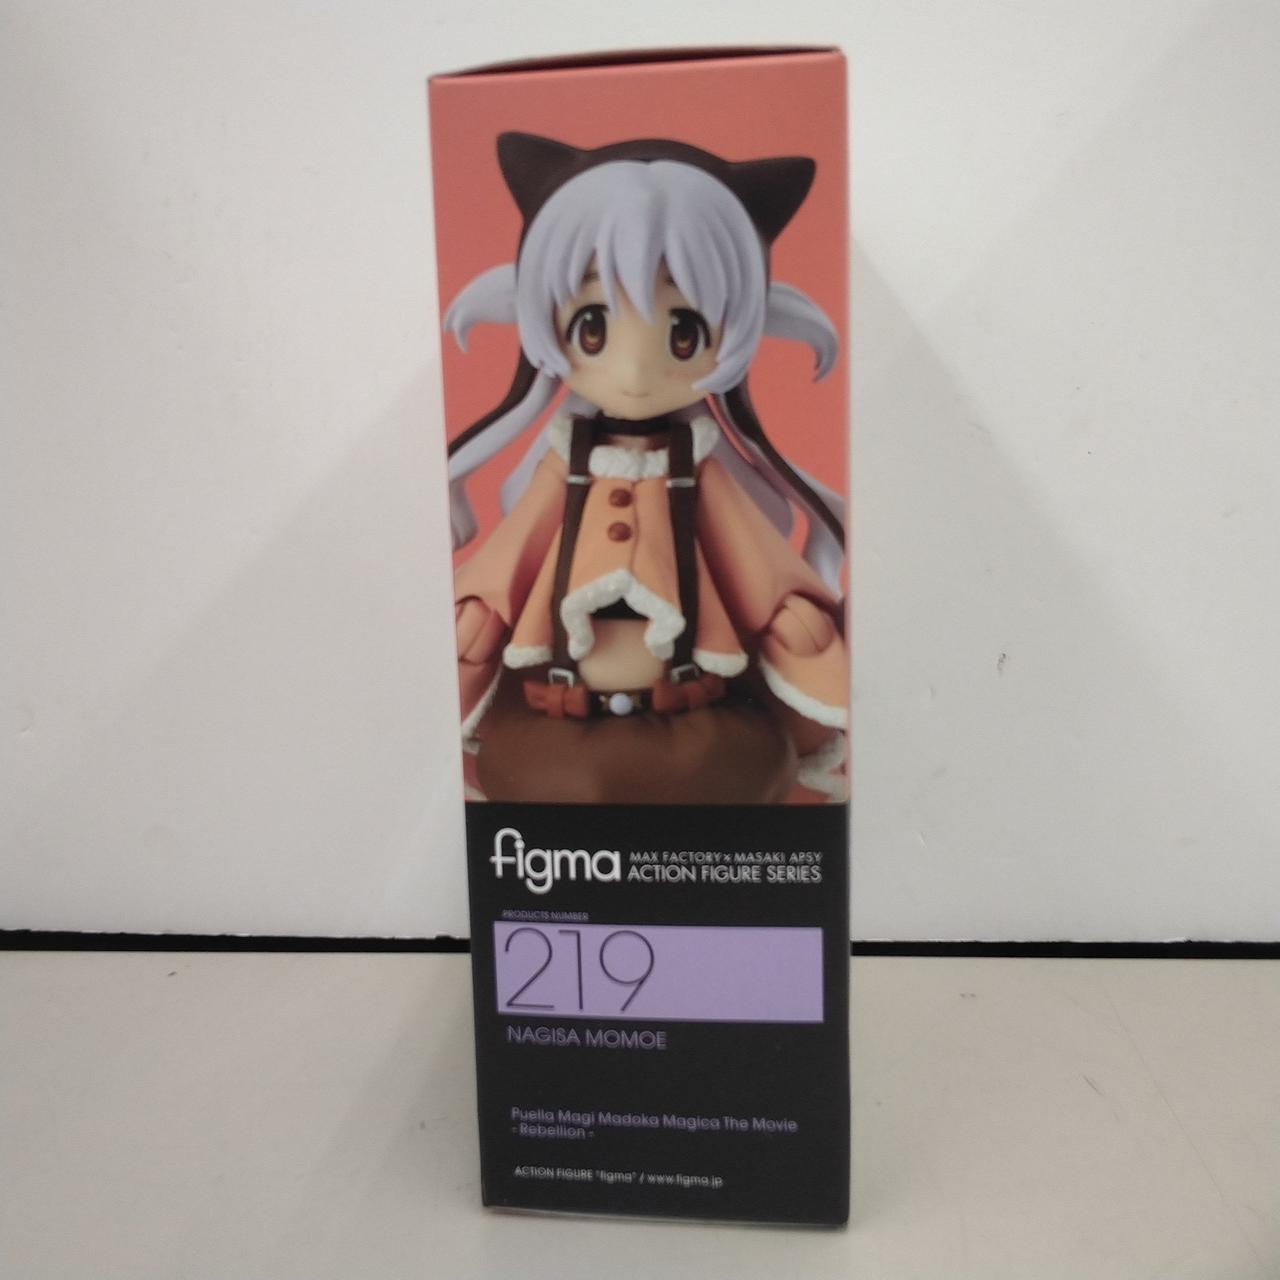 figma
MAX FACTORY × MASAKI APSY
ACTION FIGURE SERIES
PRODUCTS NUMBER
219
NAGISA MOMOE
Puella Magi Madoka Magica The Movie
- Rebellion -
ACTION FIGURE "figma" / www.figma.jp